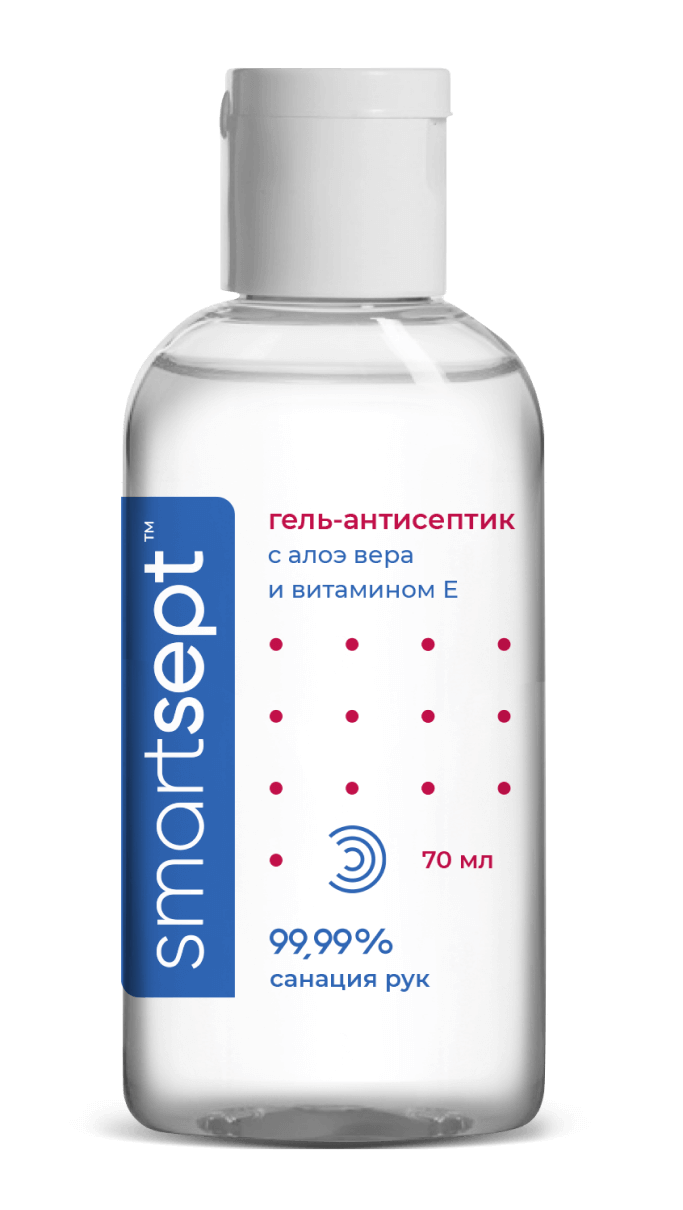 smartsept™
гель-антисептик
с алоэ вера
и витамином Е
70 мл
99,99%
санация рук